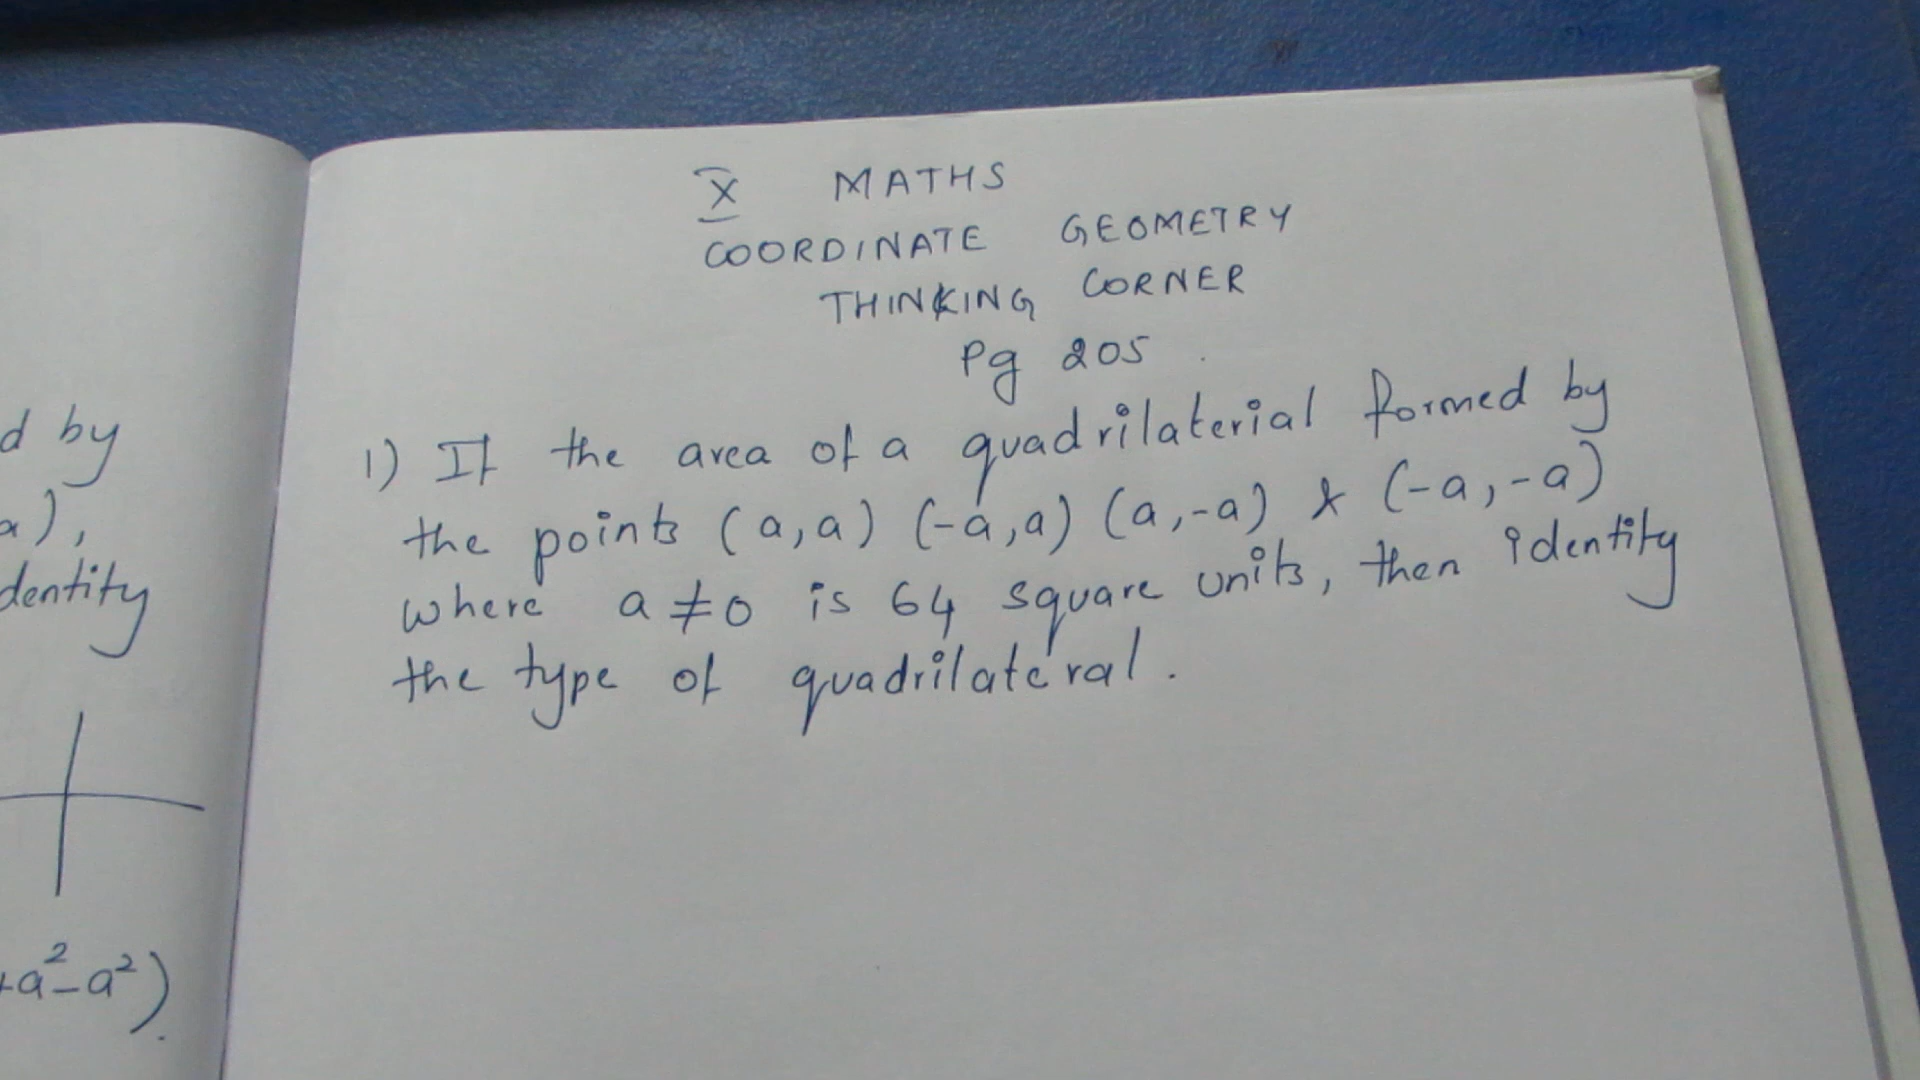 d by
a),
dentity
+a²-a²).
X MATHS
COORDINATE GEOMETRY
THINKING CORNER
Pg 205
1) If the area of a quadrilaterial formed by
the points (a,a) (-a,a) (a,-a) & (-a,-a)
where a≠0 is 64 square units, then identity
the type of quadrilateral.